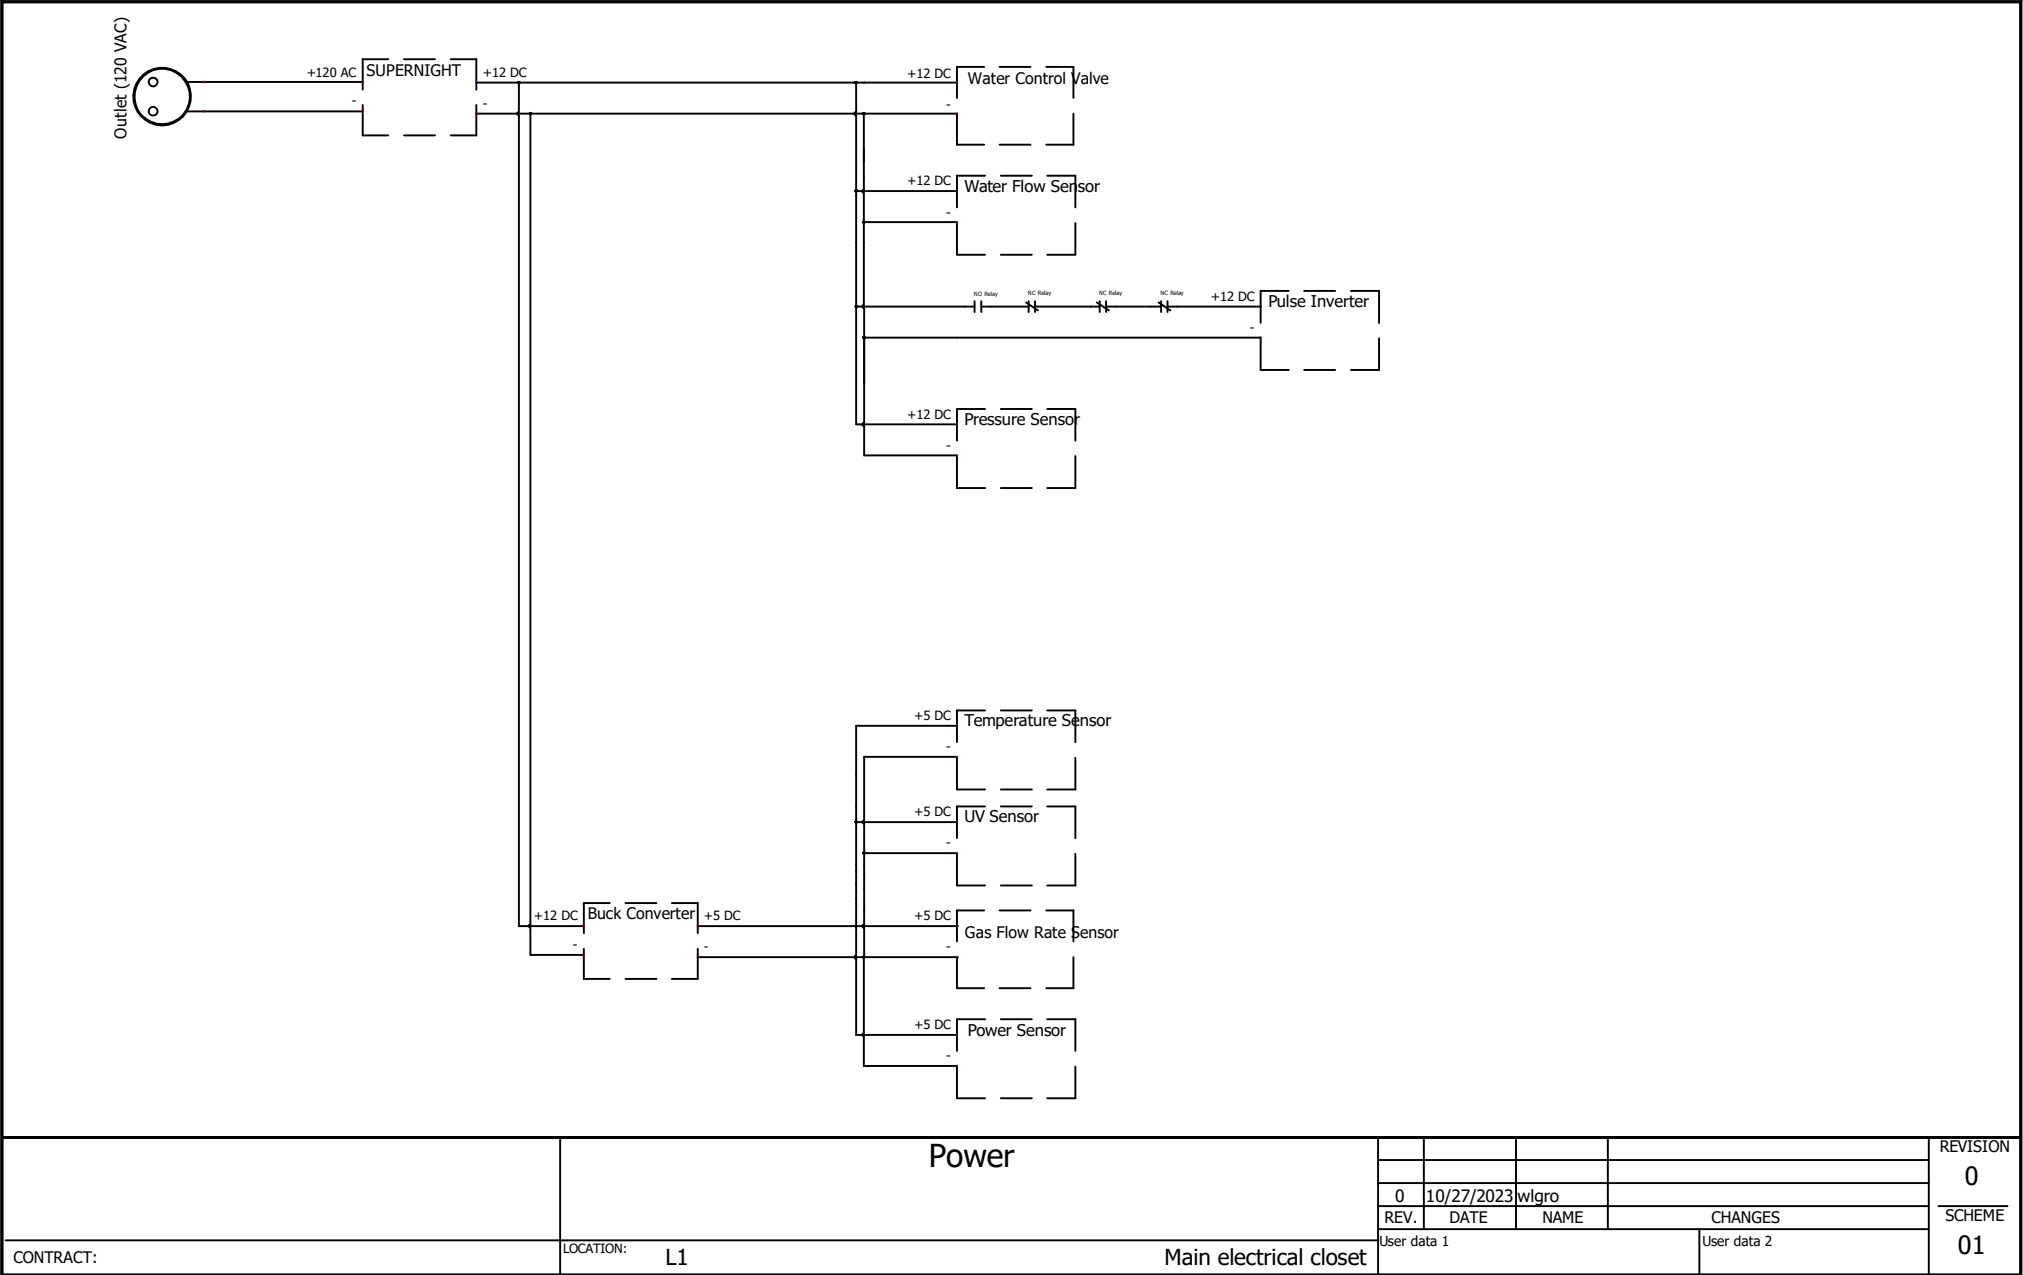 Outlet (120 VAC)
+120 AC
-
SUPERNIGHT
+12 DC
-
+12 DC
-
Water Control Valve
+12 DC
-
Water Flow Sensor
NO Relay
NC Relay
NC Relay
NC Relay
+12 DC
-
Pulse Inverter
+12 DC
-
Pressure Sensor
+5 DC
-
Temperature Sensor
+5 DC
-
UV Sensor
+12 DC
-
Buck Converter
+5 DC
-
+5 DC
-
Gas Flow Rate Sensor
+5 DC
-
Power Sensor
CONTRACT:
Power
LOCATION:
L1
Main electrical closet
0 10/27/2023 wlgro
REV. DATE NAME CHANGES
User data 1
User data 2
REVISION
0
SCHEME
01